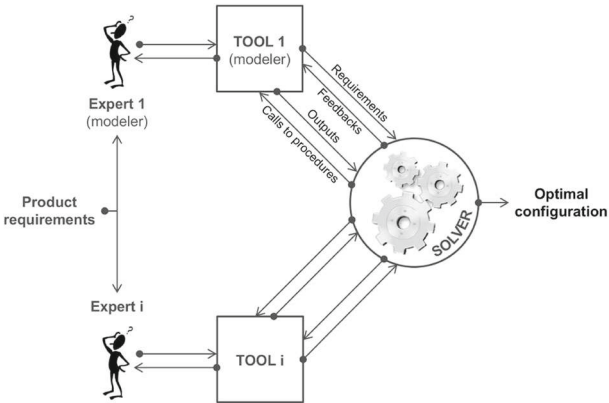 ?
TOOL 1
(modeler)
Expert 1
(modeler)
Requirements
Feedbacks
Outputs
Calls to procedures
Product
requirements
SOLVER
Optimal
configuration
Expert i
?
TOOL i